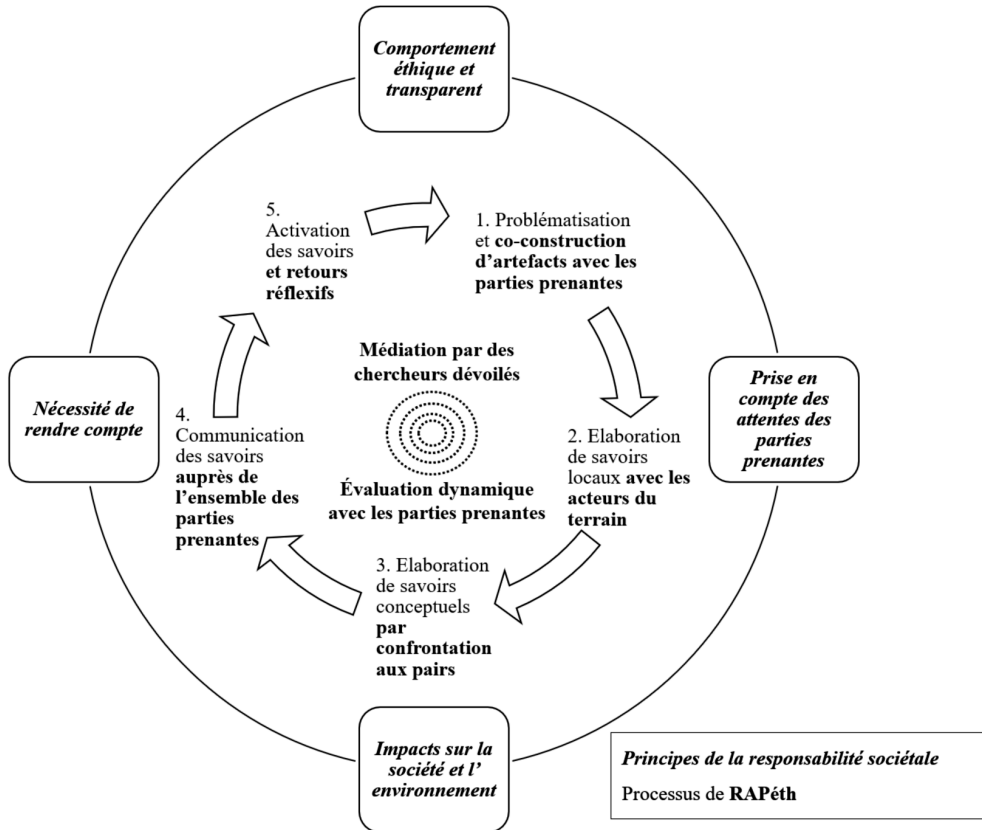 Comportement
éthique et
transparent
5.
Activation
des savoirs
et retours
réflexifs
1. Problématisation
et co-construction
d'artefacts avec les
parties prenantes
Médiation par des
chercheurs dévoilés
Nécessité de
rendre compte
Prise en
compte des
attentes des
parties
prenantes
4.
Communication
des savoirs
auprès de
l'ensemble des
parties
prenantes
2. Elaboration
de savoirs
locaux avec les
acteurs du
terrain
Évaluation dynamique
avec les parties prenantes
3. Elaboration
de savoirs
conceptuels
par
confrontation
aux pairs
Impacts sur la
société et l'
environnement
Principes de la responsabilité sociétale
Processus de RAPéth